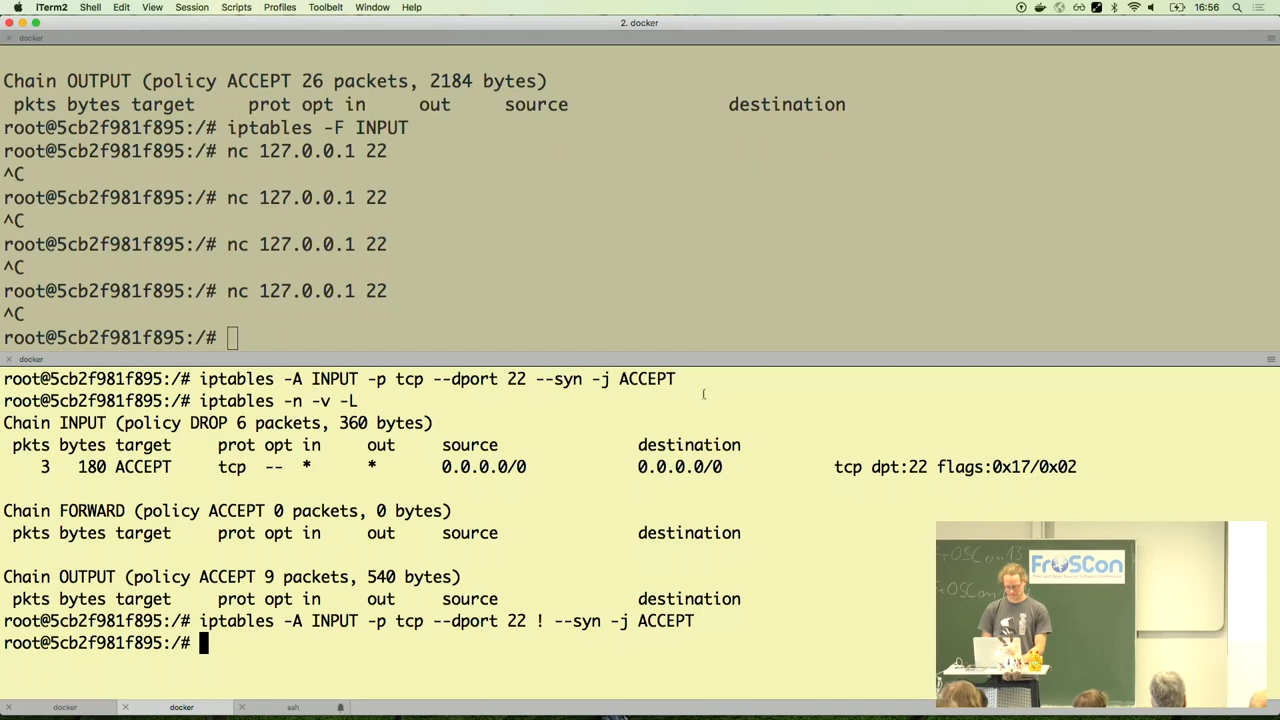 iTerm2 Shell Edit View Session Scripts Profiles Toolbelt Window Help 16:56
2. docker
docker
Chain OUTPUT (policy ACCEPT 26 packets, 2184 bytes)
pkts bytes target prot opt in out source destination
root@5cb2f981f895:/# iptables -F INPUT
root@5cb2f981f895:/# nc 127.0.0.1 22
^C
root@5cb2f981f895:/# nc 127.0.0.1 22
^C
root@5cb2f981f895:/# nc 127.0.0.1 22
^C
root@5cb2f981f895:/# nc 127.0.0.1 22
^C
root@5cb2f981f895:/#
docker
root@5cb2f981f895:/# iptables -A INPUT -p tcp --dport 22 --syn -j ACCEPT
root@5cb2f981f895:/# iptables -n -v -L
Chain INPUT (policy DROP 6 packets, 360 bytes)
pkts bytes target prot opt in out source destination
3 180 ACCEPT tcp -- * * 0.0.0.0/0 0.0.0.0/0 tcp dpt:22 flags:0x17/0x02
Chain FORWARD (policy ACCEPT 0 packets, 0 bytes)
pkts bytes target prot opt in out source destination
Chain OUTPUT (policy ACCEPT 9 packets, 540 bytes)
pkts bytes target prot opt in out source destination
root@5cb2f981f895:/# iptables -A INPUT -p tcp --dport 22 ! --syn -j ACCEPT
root@5cb2f981f895:/#
FrOSCon13
FrOSCon
docker docker ssh